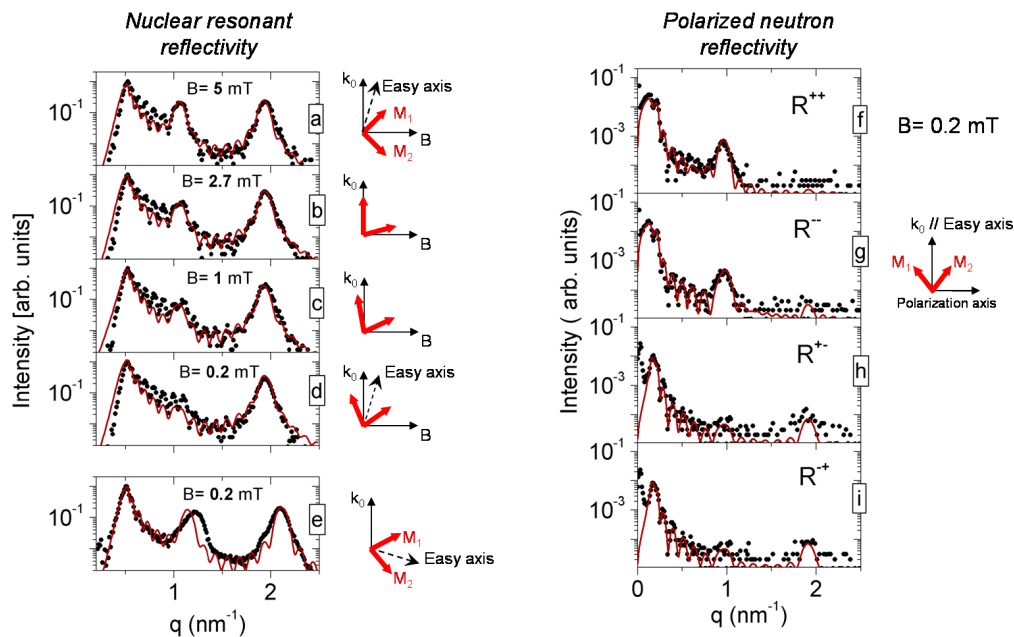 Nuclear resonant
reflectivity
Polarized neutron
reflectivity
B= 5 mT
10⁻¹
a
k₀
Easy axis
M₁
B
M₂
B= 2.7 mT
10⁻¹
b
B
B= 1 mT
10⁻¹
c
B
B= 0.2 mT
10⁻¹
d
k₀
Easy axis
B
B= 0.2 mT
10⁻¹
e
k₀
M₁
Easy axis
M₂
Intensity [arb. units]
1
2
q (nm⁻¹)
10⁻¹
10⁻³
R⁺⁺
f
B= 0.2 mT
10⁻¹
10⁻³
R⁻⁻
g
k₀ // Easy axis
M₁
M₂
Polarization axis
10⁻¹
10⁻³
R⁺⁻
h
10⁻¹
10⁻³
R⁻⁺
i
Intensity ( arb. units)
0
1
2
q (nm⁻¹)